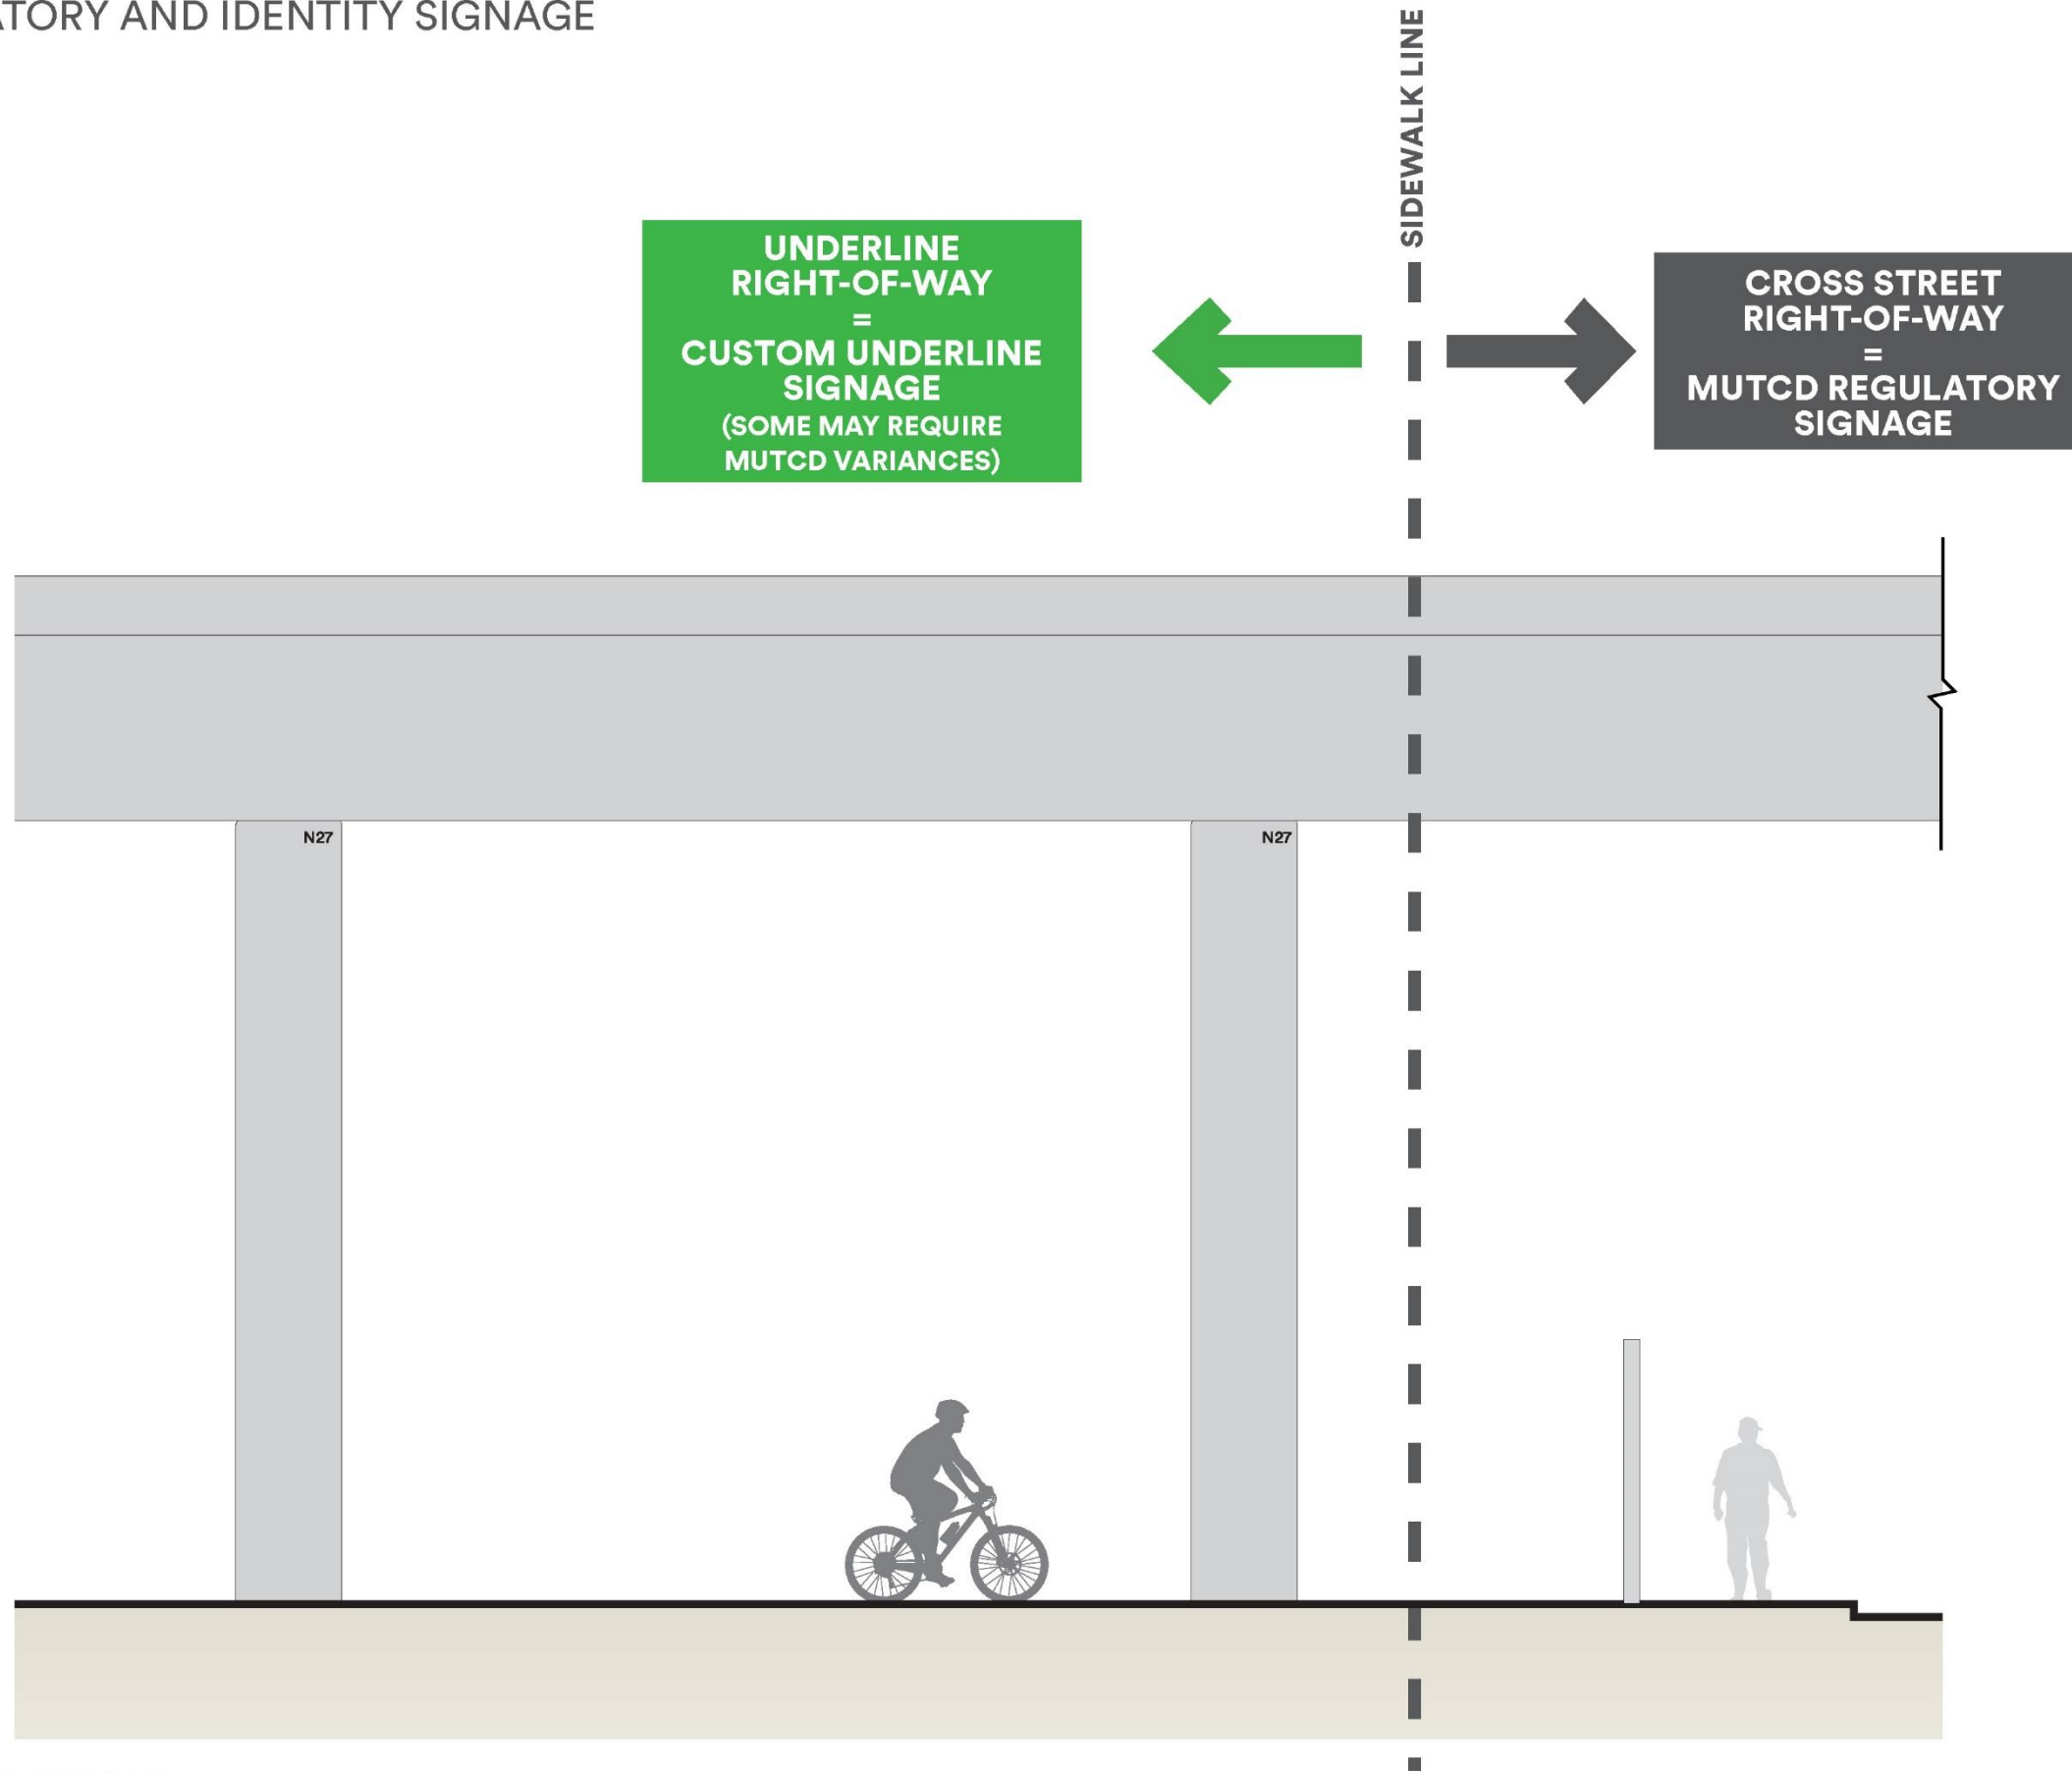 AND IDENTITY SIGNAGE
SIDEWALK LINE
UNDERLINE
RIGHT-OF-WAY
=
CUSTOM UNDERLINE
SIGNAGE
(SOME MAY REQUIRE
MUTCD VARIANCES)
CROSS STREET
RIGHT-OF-WAY
=
MUTCD REGULATORY
SIGNAGE
N27
N27